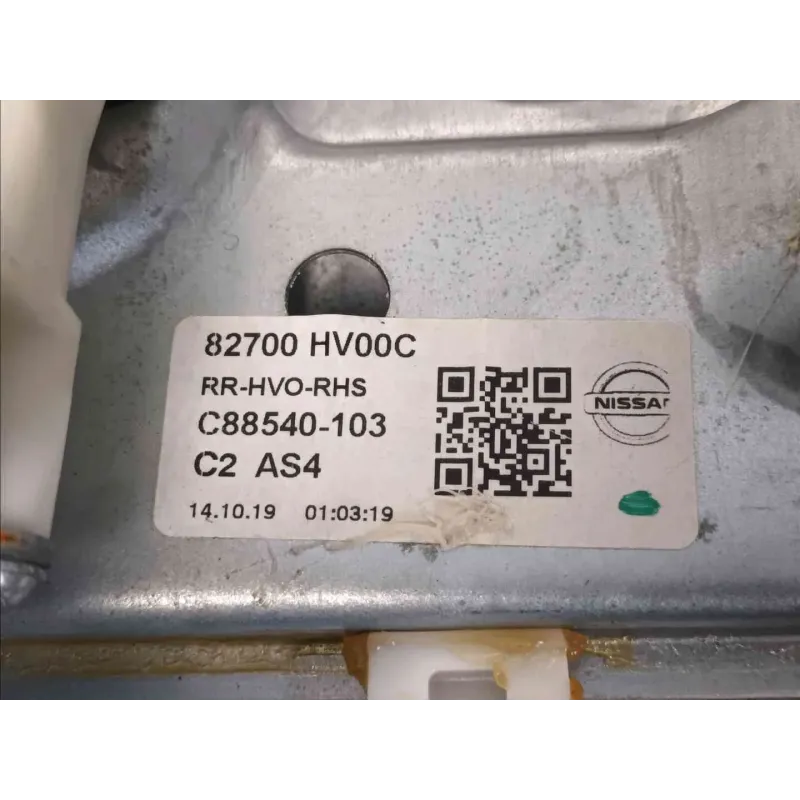 82700 HV00C
RR-HVO-RHS
C88540-103
C2 AS4
14.10.19 01:03:19
NISSAN